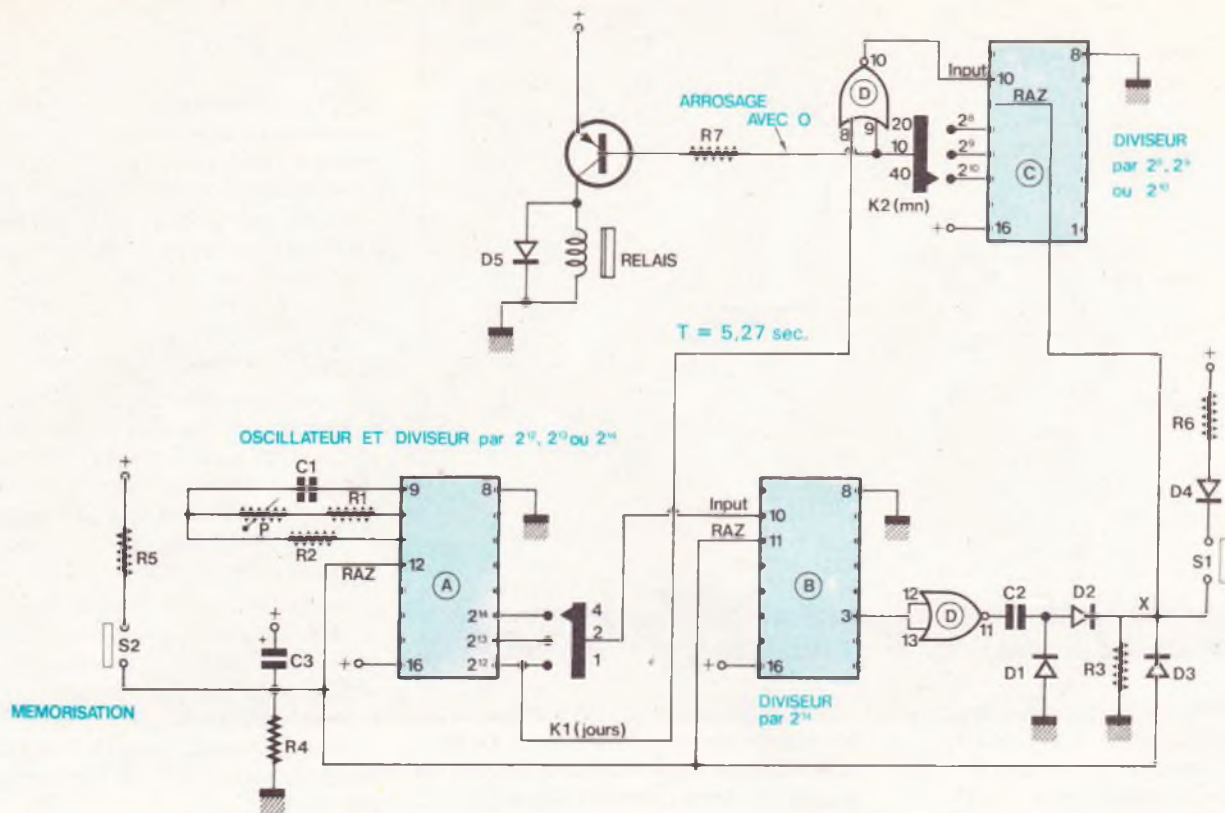 +
ARROSAGE
AVEC O
R7
D5
RELAIS
D
10
8
9
20
10
40
K2 (mn)
Input
10
RAZ
8
2⁸
2⁹
2¹⁰
C
+
16
1
DIVISEUR
par 2⁸, 2⁹
ou 2¹⁰
T = 5,27 sec.
OSCILLATEUR ET DIVISEUR par 2¹², 2¹³ ou 2¹⁴
+
R5
S2
MEMORISATION
C1
R1
P
R2
RAZ
+
+
C3
R4
9
8
12
A
2¹⁴
2¹³
2¹²
+
16
4
2
1
K1 (jours)
Input
RAZ
10
11
8
B
3
+
16
DIVISEUR
par 2¹⁴
12
13
D
11
C2
D2
X
D1
R3
D3
+
R6
D4
S1